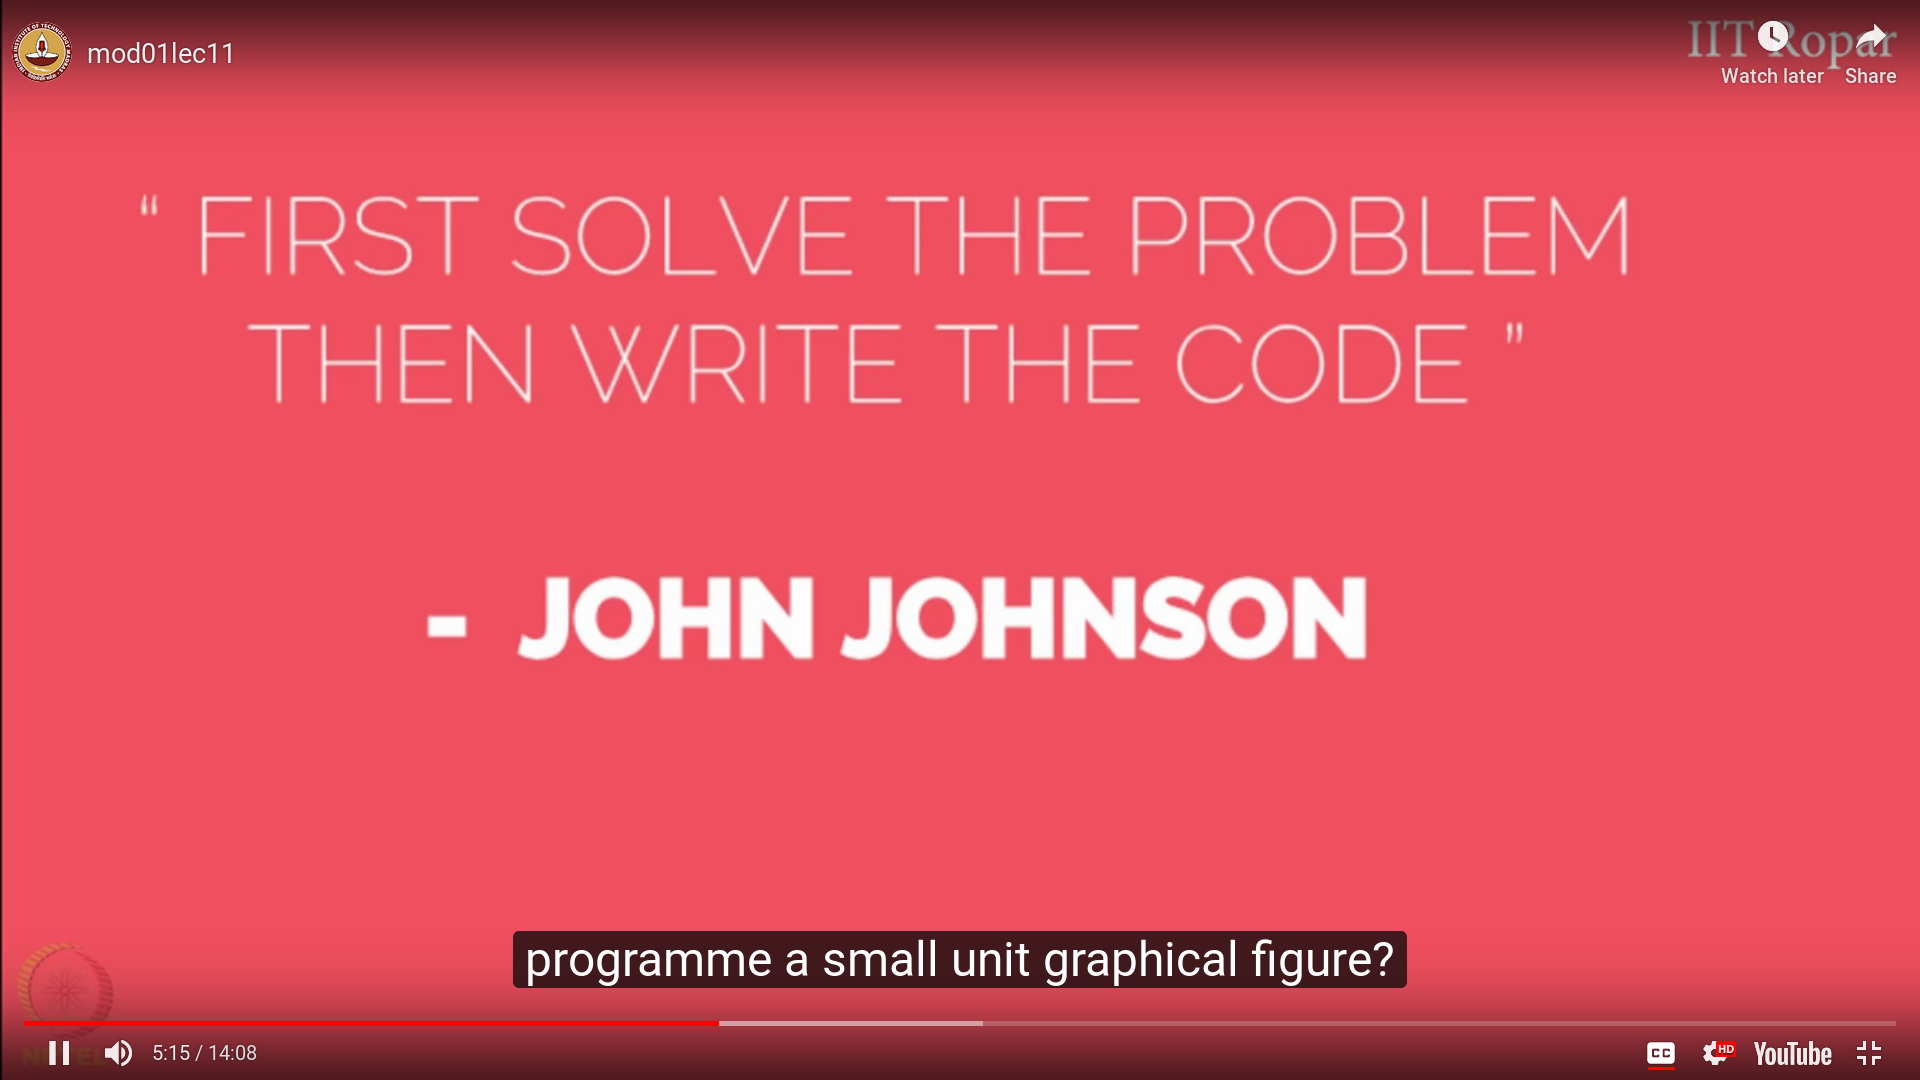 mod01lec11
IIT Ropar
Watch later
Share
“ FIRST SOLVE THE PROBLEM
THEN WRITE THE CODE ”
- JOHN JOHNSON
programme a small unit graphical figure?
5:15 / 14:08
CC
HD
YouTube